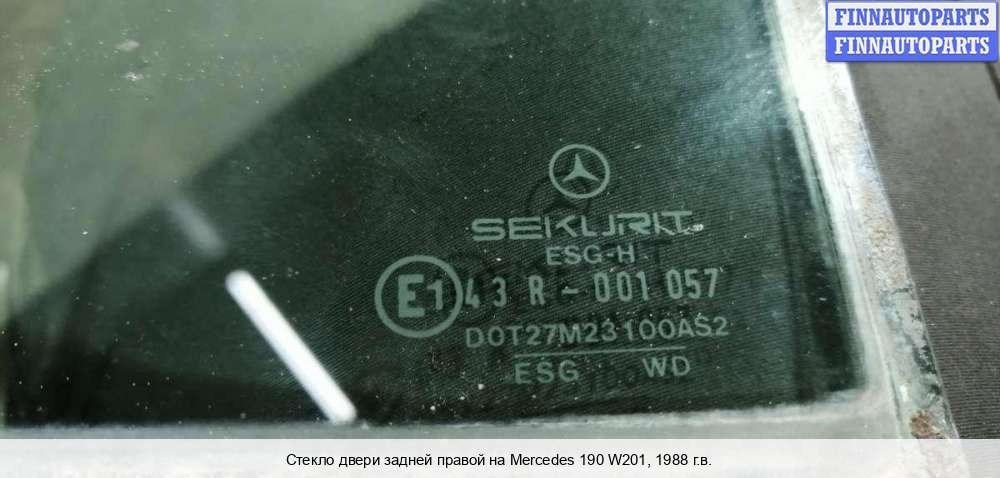 FINNAUTOPARTS
FINNAUTOPARTS
SEKURIT
ESG-H
E1 43 R-001 057
DOT27M23100AS2
ESG WD
Стекло двери задней правой на Mercedes 190 W201, 1988 г.в.